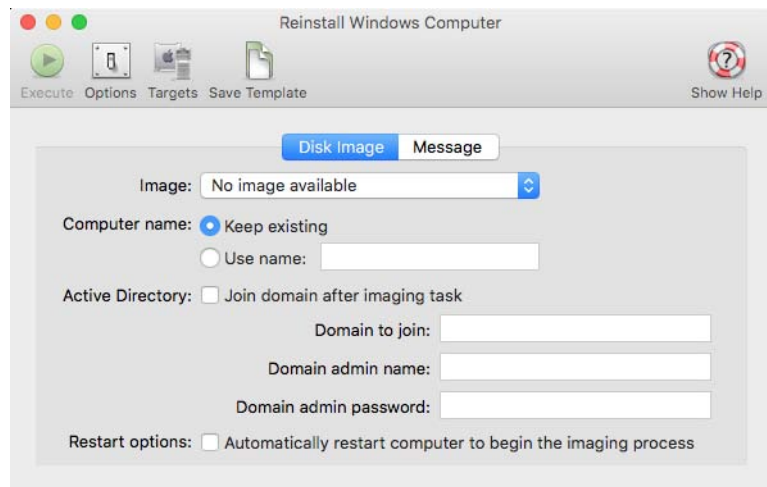 Reinstall Windows Computer
Execute Options Targets Save Template Show Help
Disk Image Message
Image: No image available
Computer name: Keep existing
Use name:
Active Directory: Join domain after imaging task
Domain to join:
Domain admin name:
Domain admin password:
Restart options: Automatically restart computer to begin the imaging process